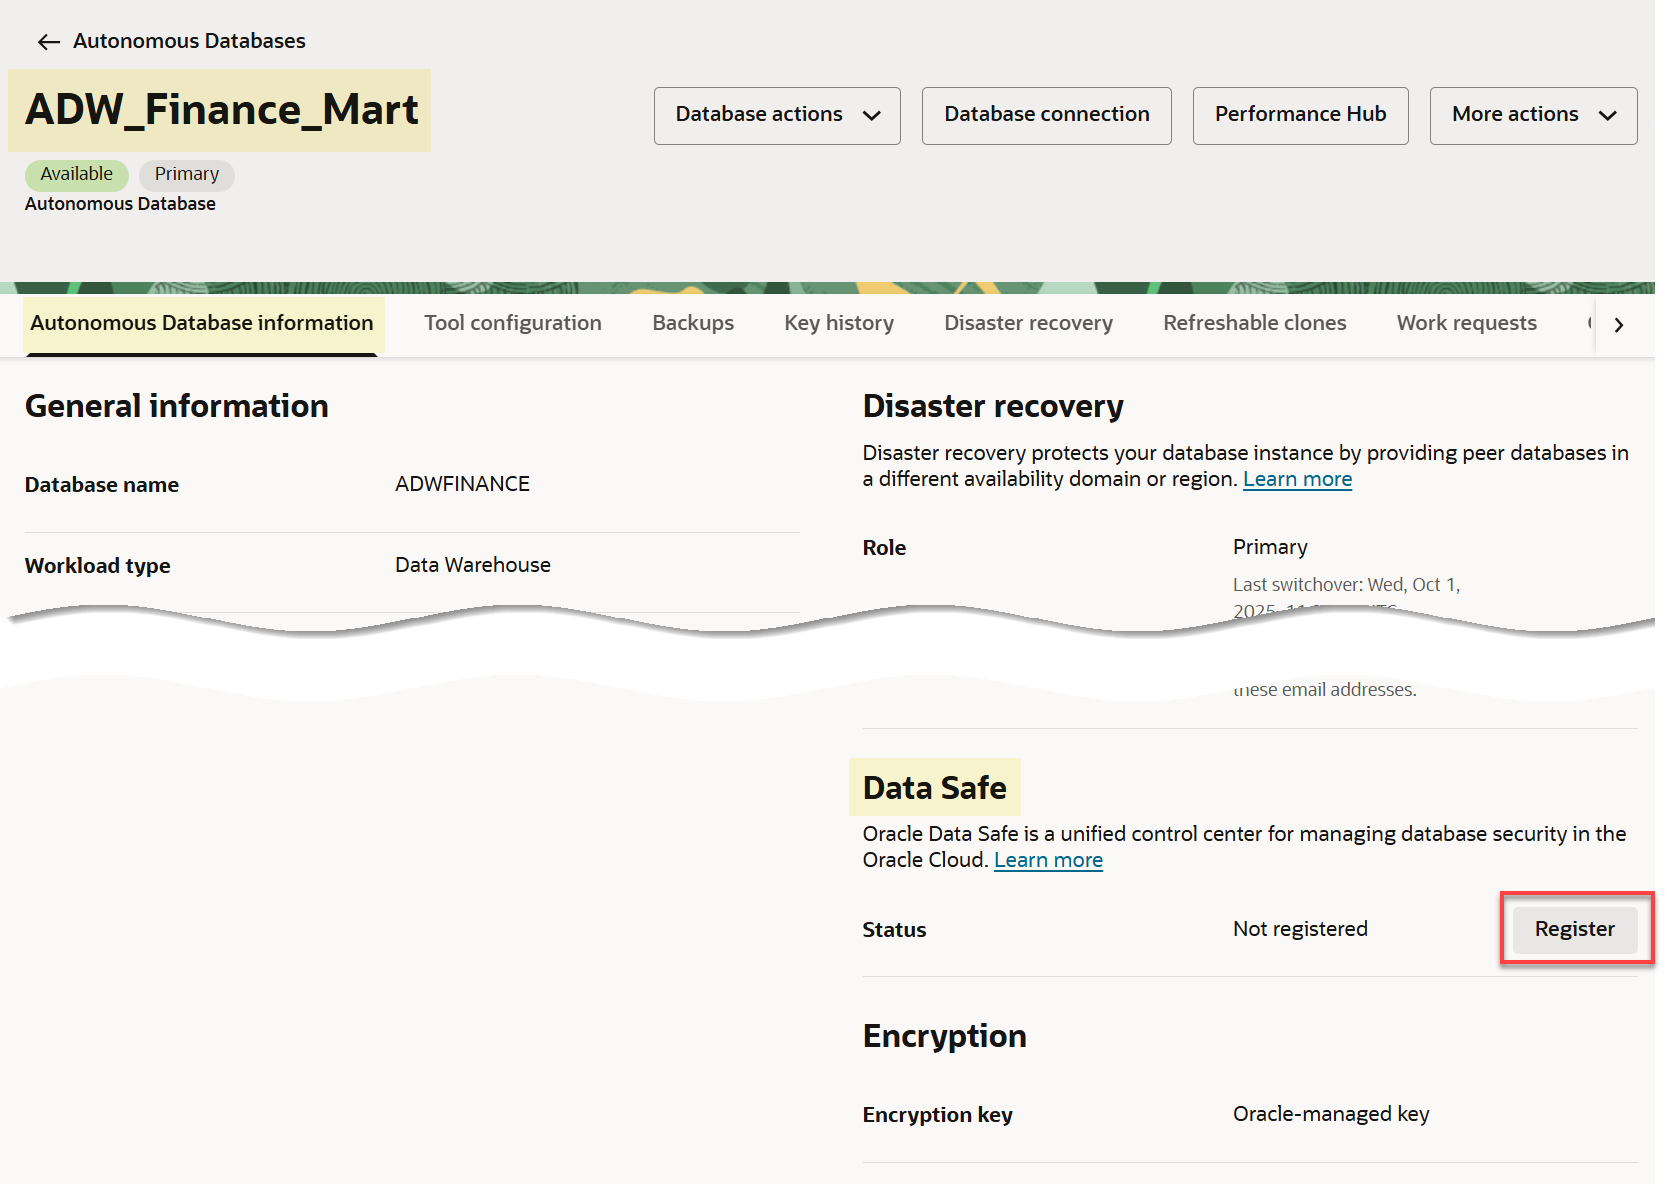 Autonomous Databases
ADW_Finance_Mart
Database actions
Database connection
Performance Hub
More actions
Available
Primary
Autonomous Database
Autonomous Database information
Tool configuration
Backups
Key history
Disaster recovery
Refreshable clones
Work requests
General information
Database name
ADWFINANCE
Workload type
Data Warehouse
Disaster recovery
Disaster recovery protects your database instance by providing peer databases in
a different availability domain or region. Learn more
Role
Primary
Last switchover: Wed, Oct 1,
2025,
these email addresses.
Data Safe
Oracle Data Safe is a unified control center for managing database security in the
Oracle Cloud. Learn more
Status
Not registered
Register
Encryption
Encryption key
Oracle-managed key